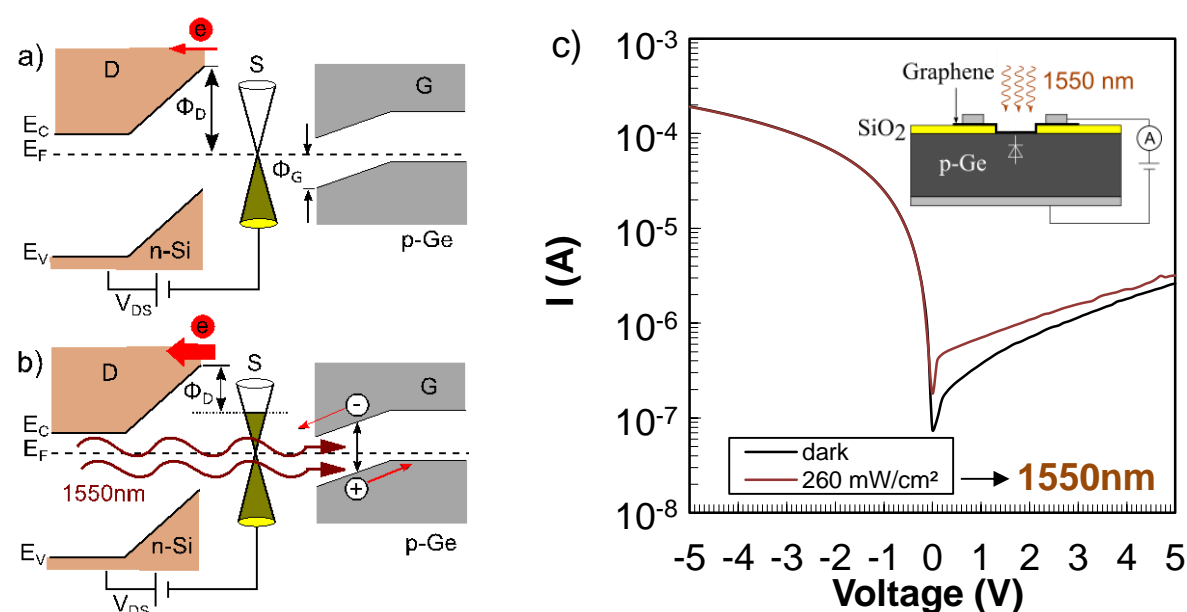 a)
e
D
S
G
Φ_D
E_C
E_F
Φ_G
E_V
n-Si
p-Ge
V_DS
b)
e
D
S
G
Φ_D
-
E_C
E_F
+
1550nm
E_V
n-Si
p-Ge
V_DS
c)
I (A)
10⁻³
10⁻⁴
10⁻⁵
10⁻⁶
10⁻⁷
10⁻⁸
Graphene
1550 nm
SiO₂
A
p-Ge
dark
260 mW/cm²
1550nm
-5 -4 -3 -2 -1 0 1 2 3 4 5
Voltage (V)